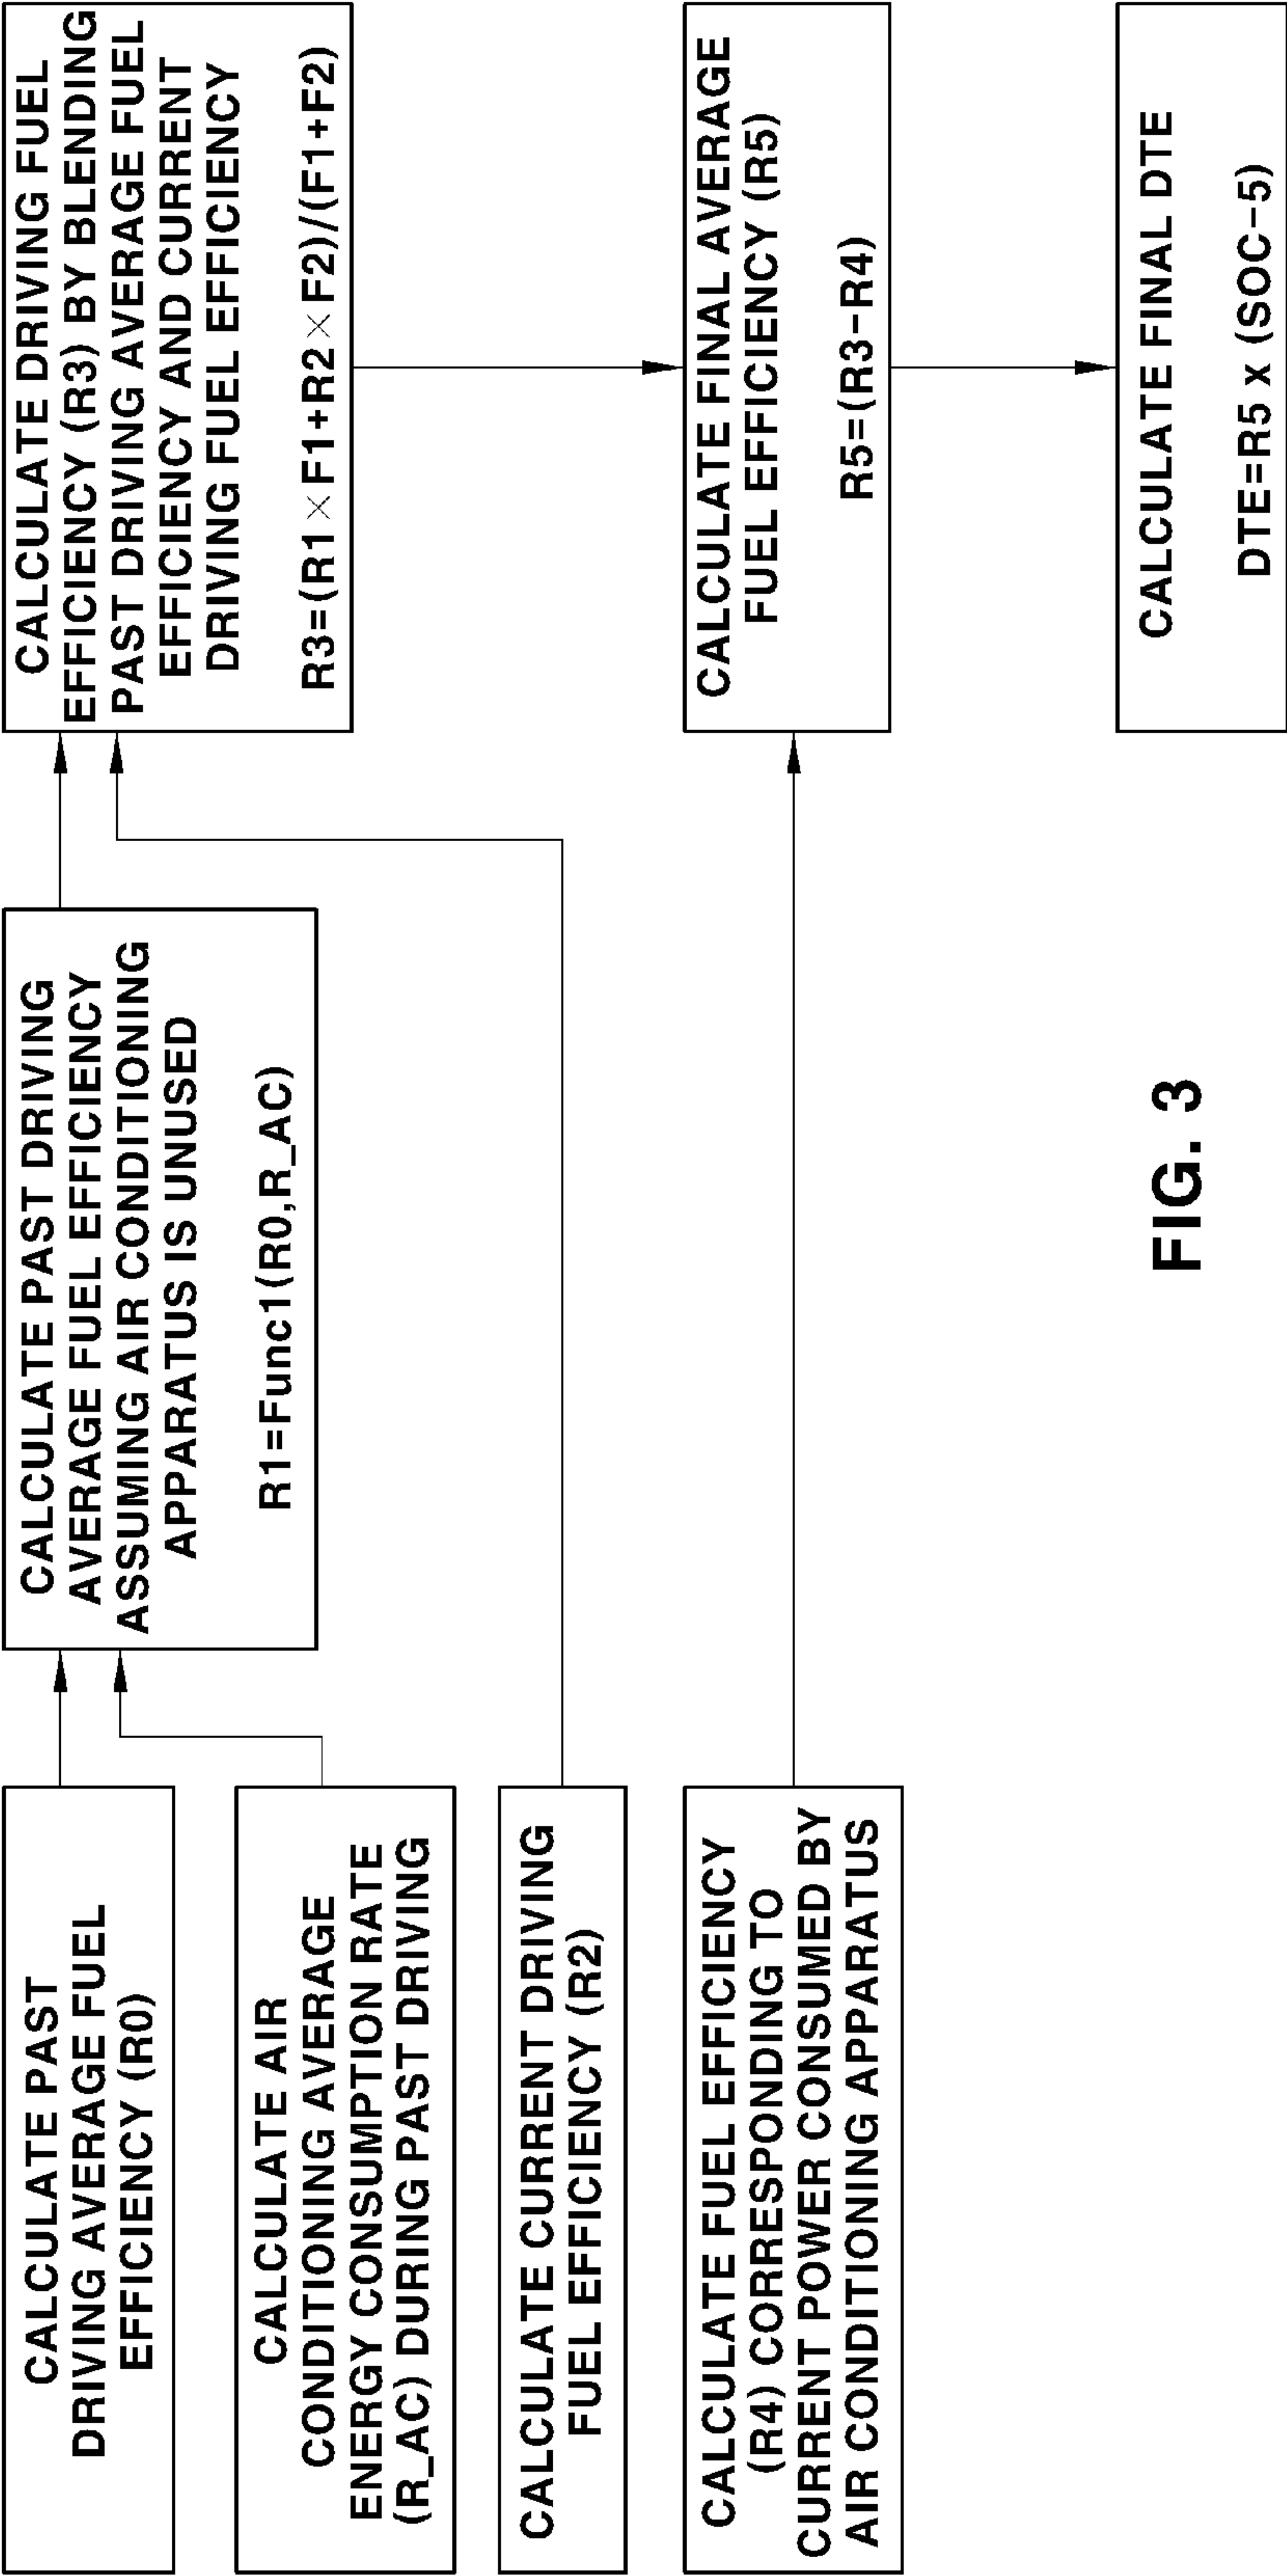 CALCULATE PAST
DRIVING AVERAGE FUEL
EFFICIENCY (R0)
CALCULATE AIR
CONDITIONING AVERAGE
ENERGY CONSUMPTION RATE
(R_AC) DURING PAST DRIVING
CALCULATE CURRENT DRIVING
FUEL EFFICIENCY (R2)
CALCULATE FUEL EFFICIENCY
(R4) CORRESPONDING TO
CURRENT POWER CONSUMED BY
AIR CONDITIONING APPARATUS
CALCULATE PAST DRIVING
AVERAGE FUEL EFFICIENCY
ASSUMING AIR CONDITIONING
APPARATUS IS UNUSED
R1=Func1(R0,R_AC)
CALCULATE DRIVING FUEL
EFFICIENCY (R3) BY BLENDING
PAST DRIVING AVERAGE FUEL
EFFICIENCY AND CURRENT
DRIVING FUEL EFFICIENCY
R3=(R1×F1+R2×F2)/(F1+F2)
CALCULATE FINAL AVERAGE
FUEL EFFICIENCY (R5)
R5=(R3-R4)
CALCULATE FINAL DTE
DTE=R5 x (SOC-5)
FIG. 3